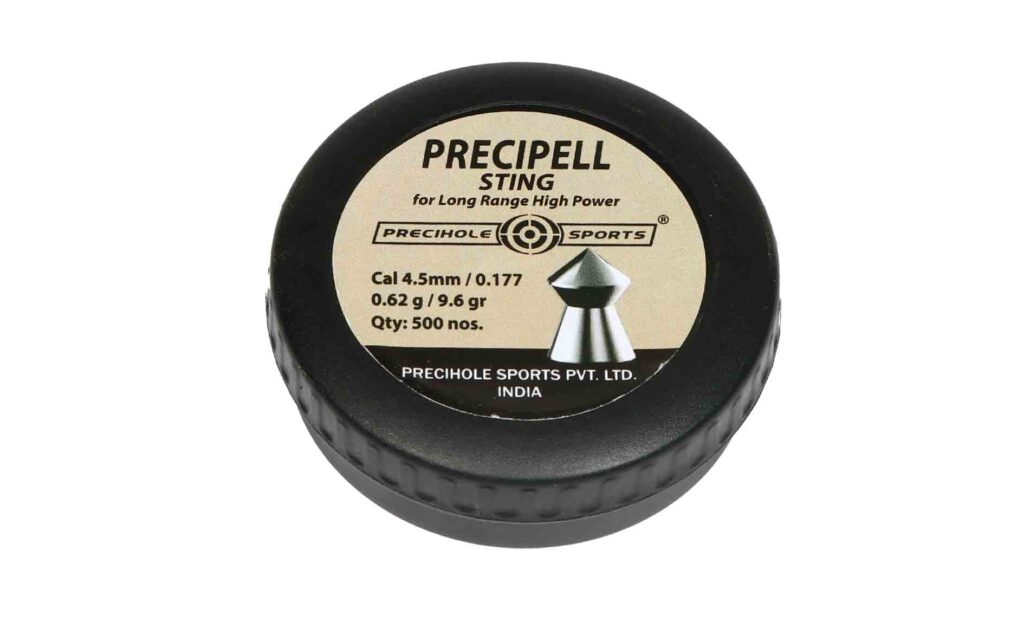 PRECIPELL
STING
for Long Range High Power
PRECIHOLE SPORTS ®
Cal 4.5mm / 0.177
0.62 g / 9.6 gr
Qty: 500 nos.
PRECIHOLE SPORTS PVT. LTD.
INDIA